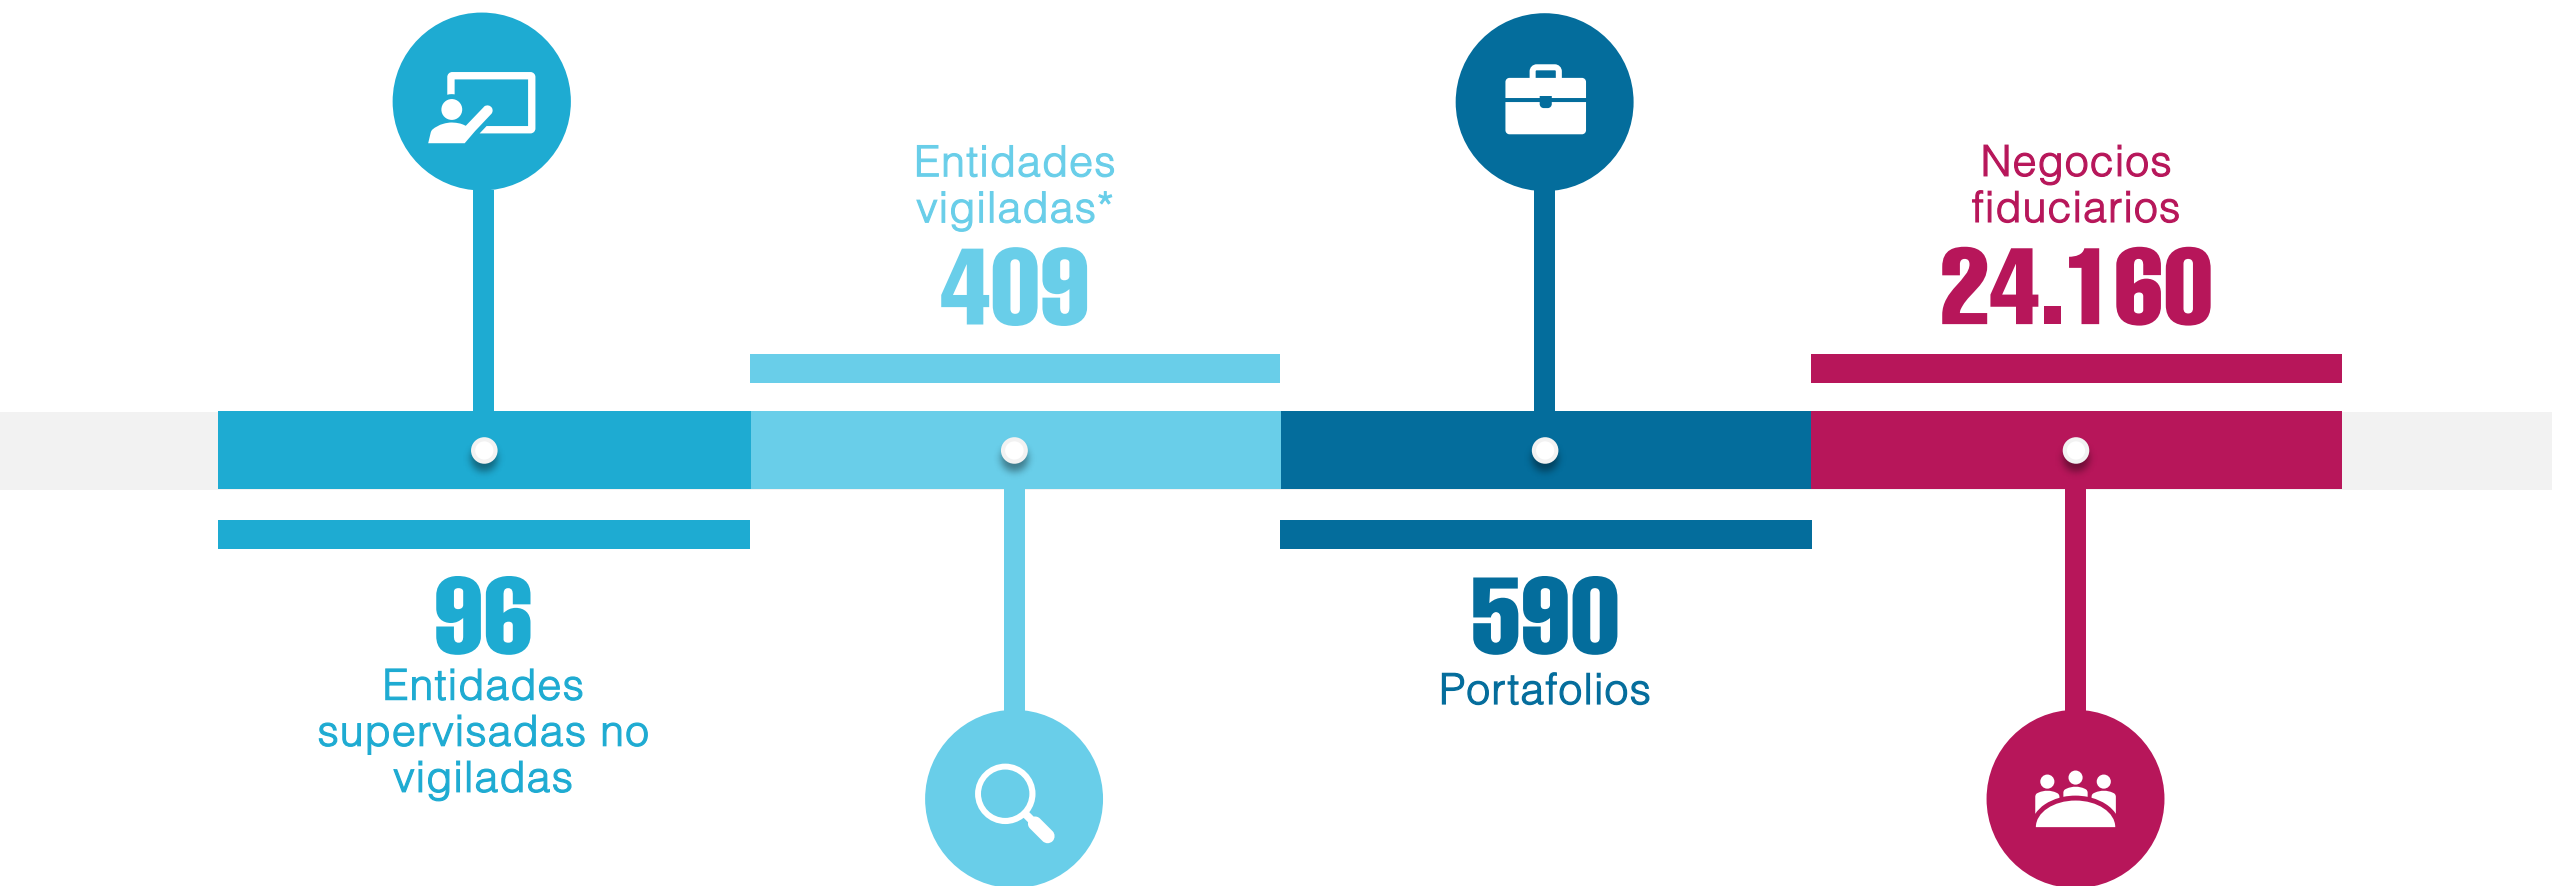 96
Entidades
supervisadas no
vigiladas
Entidades
vigiladas*
409
590
Portafolios
Negocios
fiduciarios
24.160